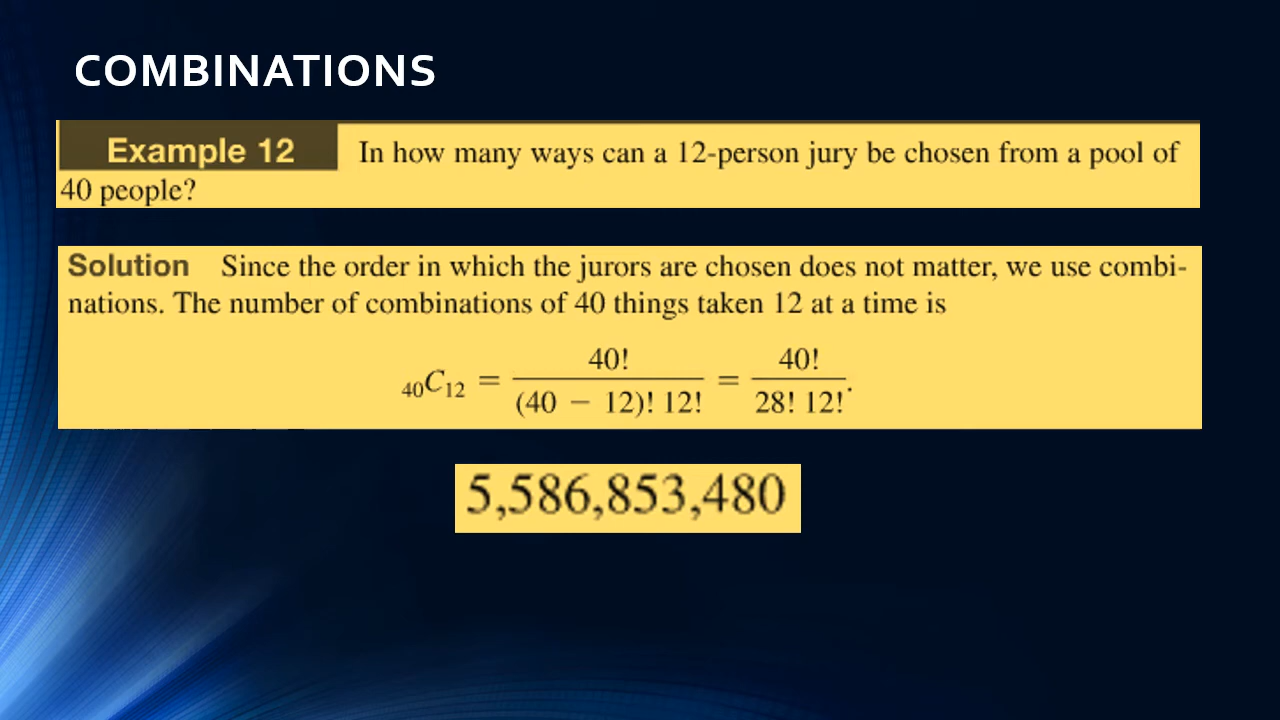 COMBINATIONS
Example 12 In how many ways can a 12-person jury be chosen from a pool of
40 people?
Solution Since the order in which the jurors are chosen does not matter, we use combi-
nations. The number of combinations of 40 things taken 12 at a time is
₄₀C₁₂ = 40! / (40 − 12)! 12! = 40! / 28! 12!.
5,586,853,480